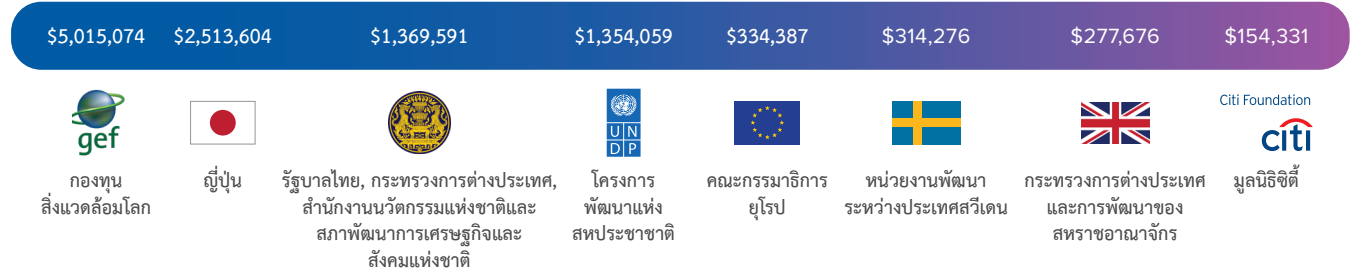 $5,015,074
$2,513,604
$1,369,591
$1,354,059
$334,387
$314,276
$277,676
$154,331
gef
U N
D P
Citi Foundation
citi
กองทุน
สิ่งแวดล้อมโลก
ญี่ปุ่น
รัฐบาลไทย, กระทรวงการต่างประเทศ,
สำนักงานนวัตกรรมแห่งชาติและ
สภาพัฒนาการเศรษฐกิจและ
สังคมแห่งชาติ
โครงการ
พัฒนาแห่ง
สหประชาชาติ
คณะกรรมาธิการ
ยุโรป
หน่วยงานพัฒนา
ระหว่างประเทศสวีเดน
กระทรวงการต่างประเทศ
และการพัฒนาของ
สหราชอาณาจักร
มูลนิธิซิตี้